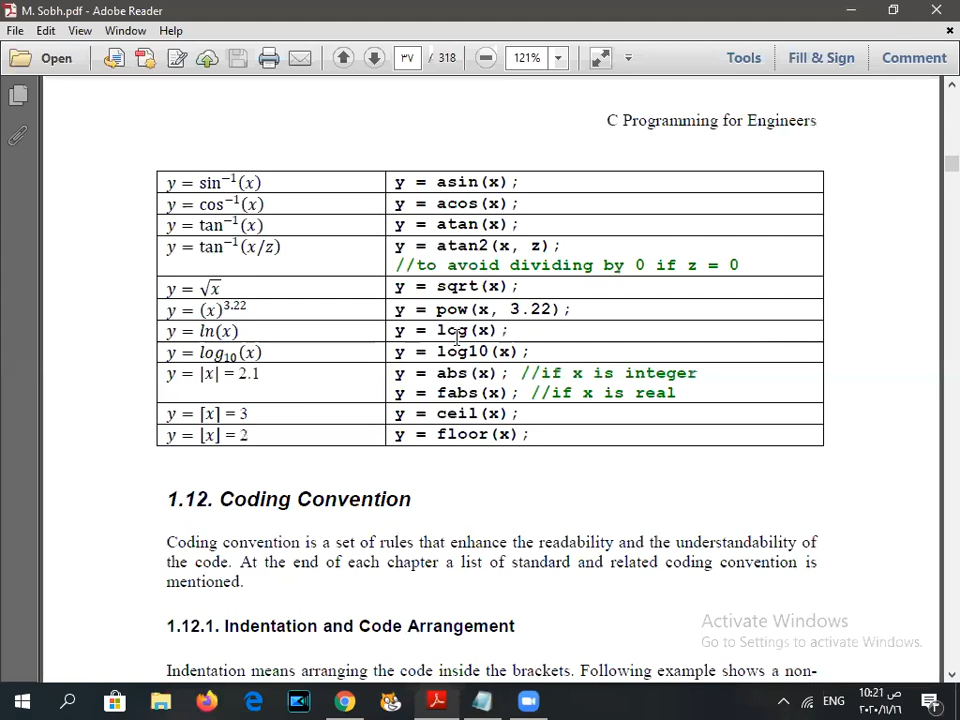 M. Sobh.pdf - Adobe Reader
File Edit View Window Help
Open ٣٧ / 318 121% Tools Fill & Sign Comment
C Programming for Engineers
y = sin⁻¹(x) y = asin(x);
y = cos⁻¹(x) y = acos(x);
y = tan⁻¹(x) y = atan(x);
y = tan⁻¹(x/z) y = atan2(x, z);
//to avoid dividing by 0 if z = 0
y = √x y = sqrt(x);
y = (x)³·²² y = pow(x, 3.22);
y = ln(x) y = log(x);
y = log₁₀(x) y = log10(x);
y = |x| = 2.1 y = abs(x); //if x is integer
y = fabs(x); //if x is real
y = ⌈x⌉ = 3 y = ceil(x);
y = ⌊x⌋ = 2 y = floor(x);
1.12. Coding Convention
Coding convention is a set of rules that enhance the readability and the understandability of
the code. At the end of each chapter a list of standard and related coding convention is
mentioned.
1.12.1. Indentation and Code Arrangement
Activate Windows
Go to Settings to activate Windows.
Indentation means arranging the code inside the brackets. Following example shows a non-
ENG 10:21 ص
٢٠٢٠/١١/١٦